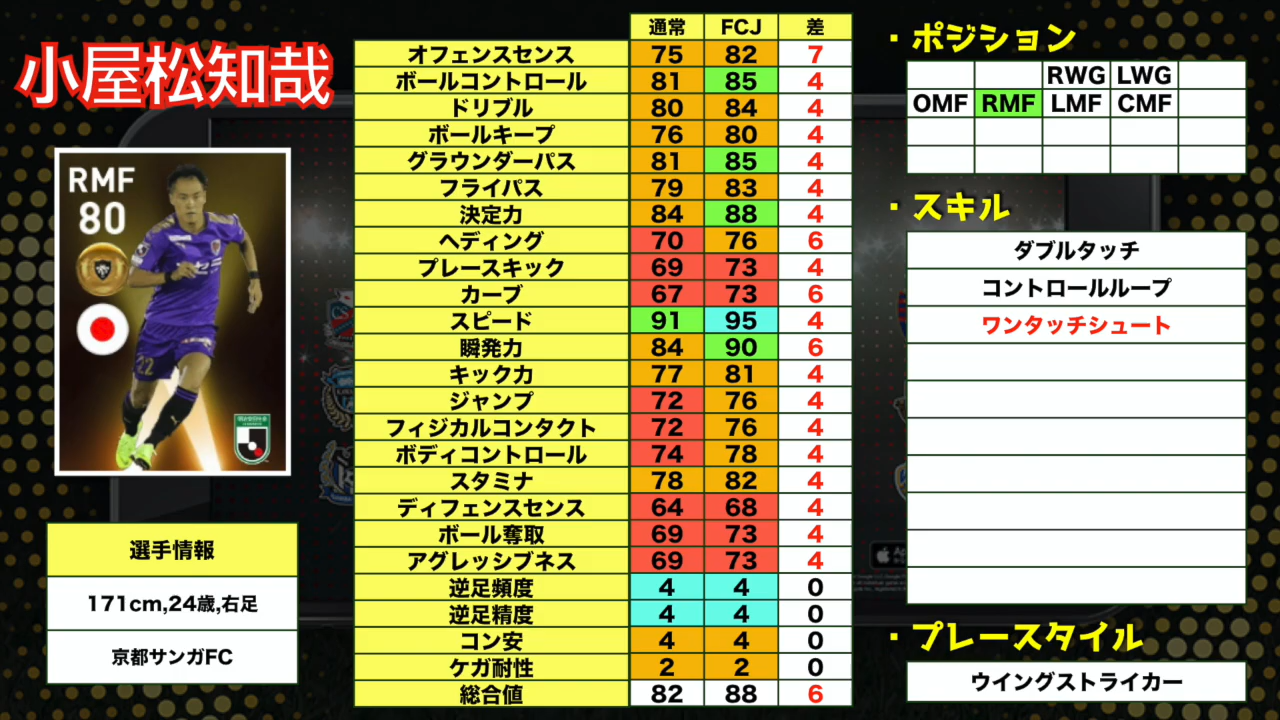 小屋松知哉
RMF
80
22
選手情報
171cm,24歳,右足
京都サンガFC
通常 FCJ 差
オフェンスセンス 75 82 7
ボールコントロール 81 85 4
ドリブル 80 84 4
ボールキープ 76 80 4
グラウンダーパス 81 85 4
フライパス 79 83 4
決定力 84 88 4
ヘディング 70 76 6
プレースキック 69 73 4
カーブ 67 73 6
スピード 91 95 4
瞬発力 84 90 6
キック力 77 81 4
ジャンプ 72 76 4
フィジカルコンタクト 72 76 4
ボディコントロール 74 78 4
スタミナ 78 82 4
ディフェンスセンス 64 68 4
ボール奪取 69 73 4
アグレッシブネス 69 73 4
逆足頻度 4 4 0
逆足精度 4 4 0
コン安 4 4 0
ケガ耐性 2 2 0
総合値 82 88 6
・ポジション
RWG LWG
OMF RMF LMF CMF
・スキル
ダブルタッチ
コントロールループ
ワンタッチシュート
・プレースタイル
ウイングストライカー